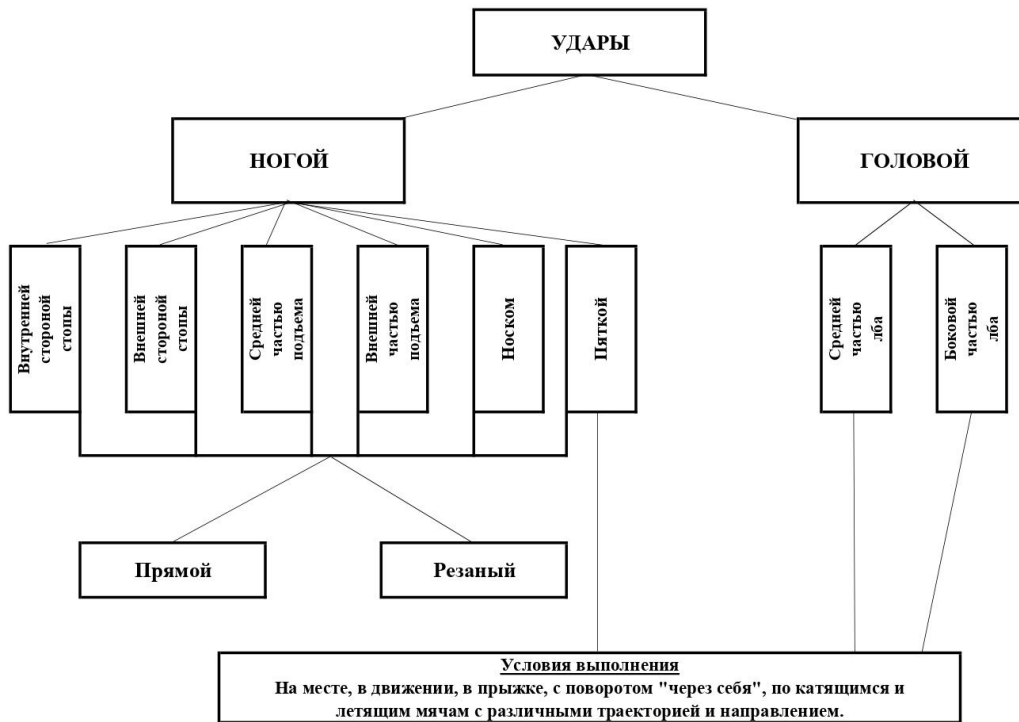 УДАРЫ
НОГОЙ
ГОЛОВОЙ
Внутренней
стороной
стопы
Внешней
стороной
стопы
Средней
частью
подъема
Внешней
частью
подъема
Носком
Пяткой
Средней
частью
лба
Боковой
частью
лба
Прямой
Резаный
Условия выполнения
На месте, в движении, в прыжке, с поворотом "через себя", по катящимся и
летящим мячам с различными траекторией и направлением.